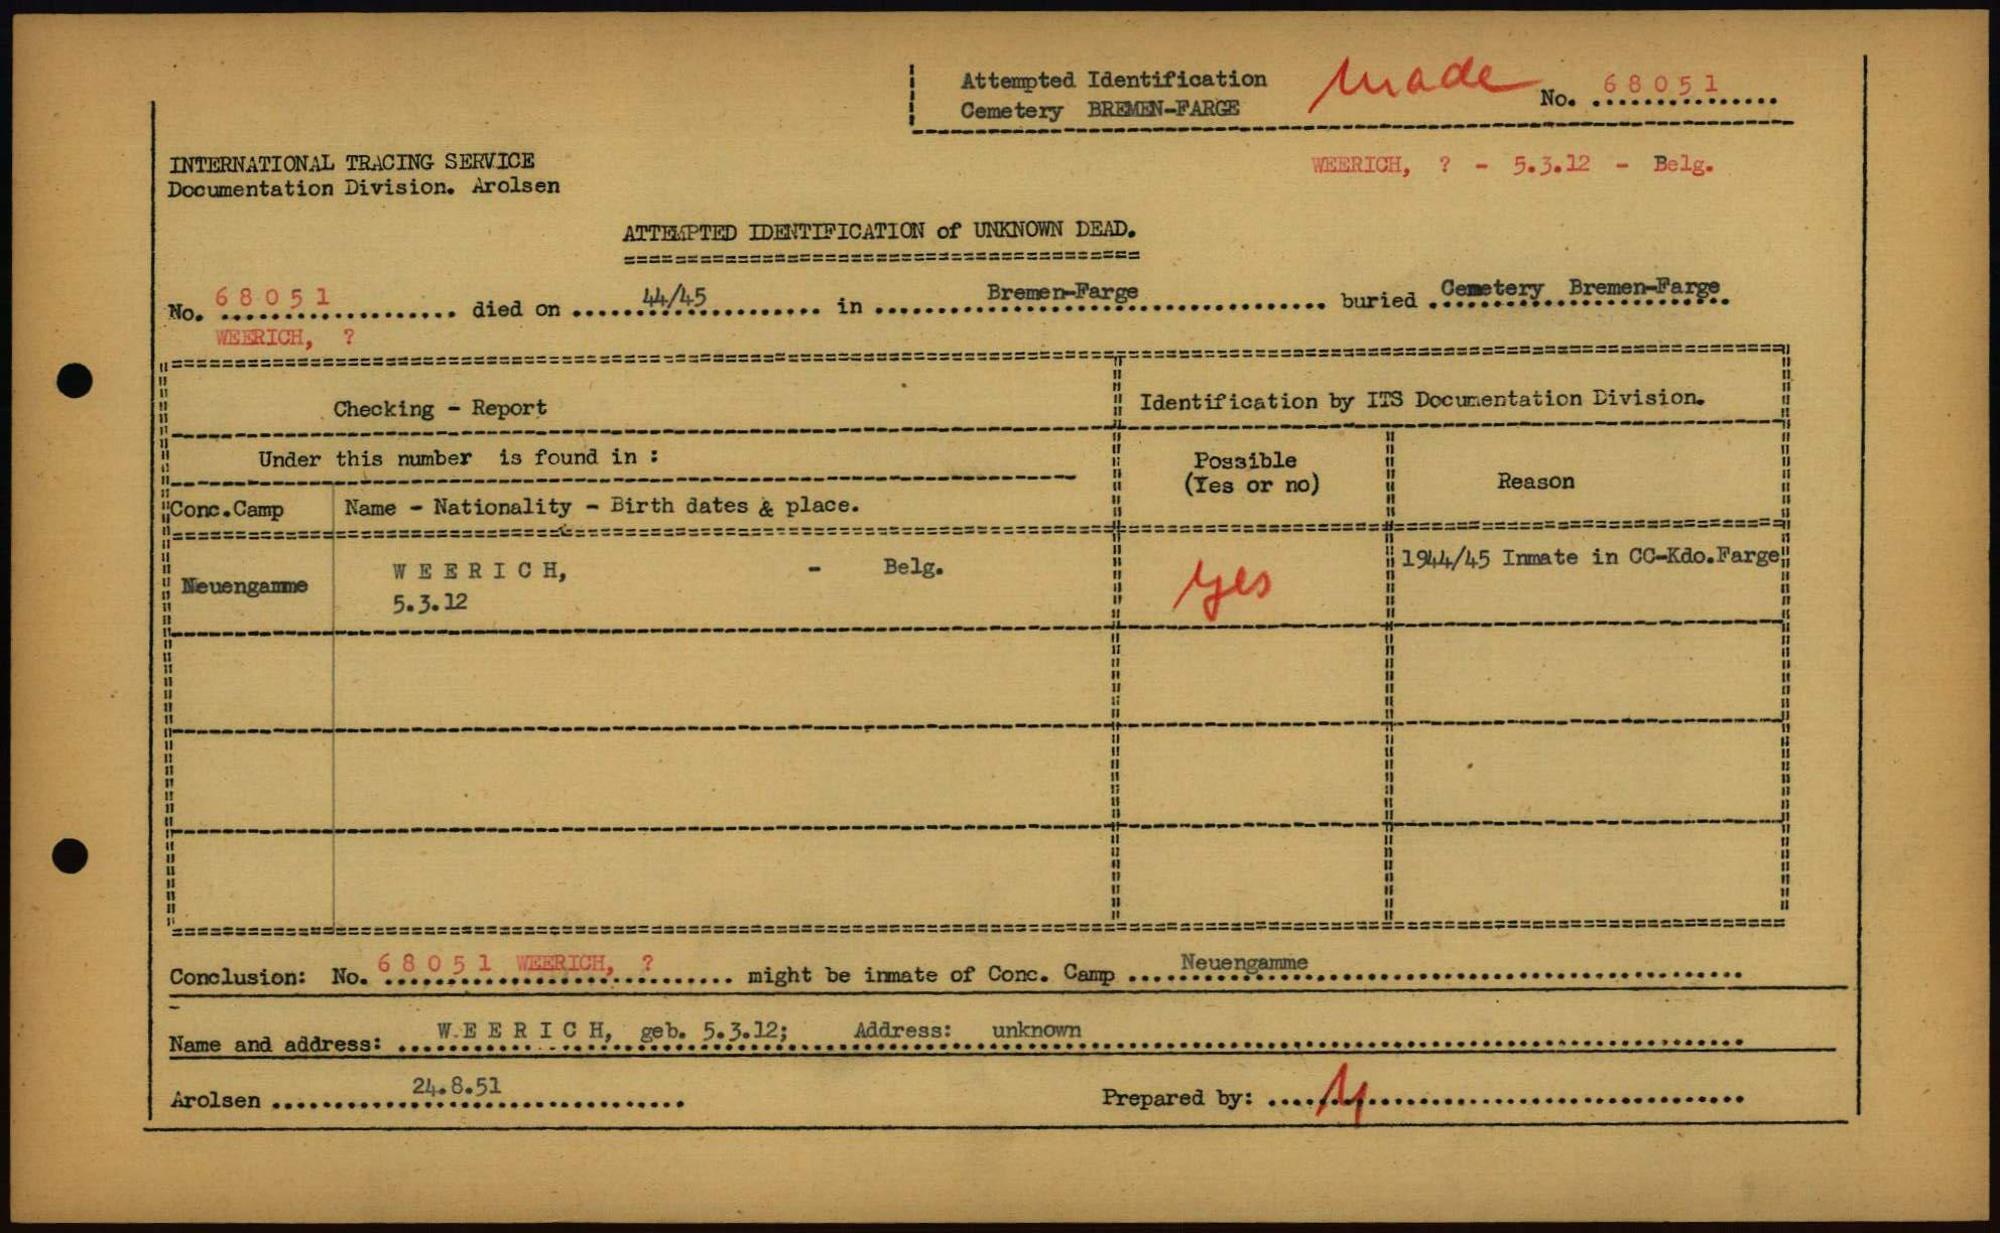 Attempted Identification made No. 68051
Cemetery BREMEN-FARGE
INTERNATIONAL TRACING SERVICE
Documentation Division. Arolsen
WEERICH, ? - 5.3.12 - Belg.
ATTEMPTED IDENTIFICATION of UNKNOWN DEAD.
No. 68051 died on 44/45 in Bremen-Farge buried Cemetery Bremen-Farge
WEERICH, ?
Checking - Report
Identification by ITS Documentation Division.
Under this number is found in :
Possible
(Yes or no)
Reason
Conc.Camp
Name - Nationality - Birth dates & place.
Neuengamme
WEERICH, - Belg.
5.3.12
yes
1944/45 Inmate in CC-Kdo.Farge
Conclusion: No. 68051 WEERICH, ? might be inmate of Conc. Camp Neuengamme
Name and address: WEERICH, geb. 5.3.12; Address: unknown
Arolsen 24.8.51
Prepared by: